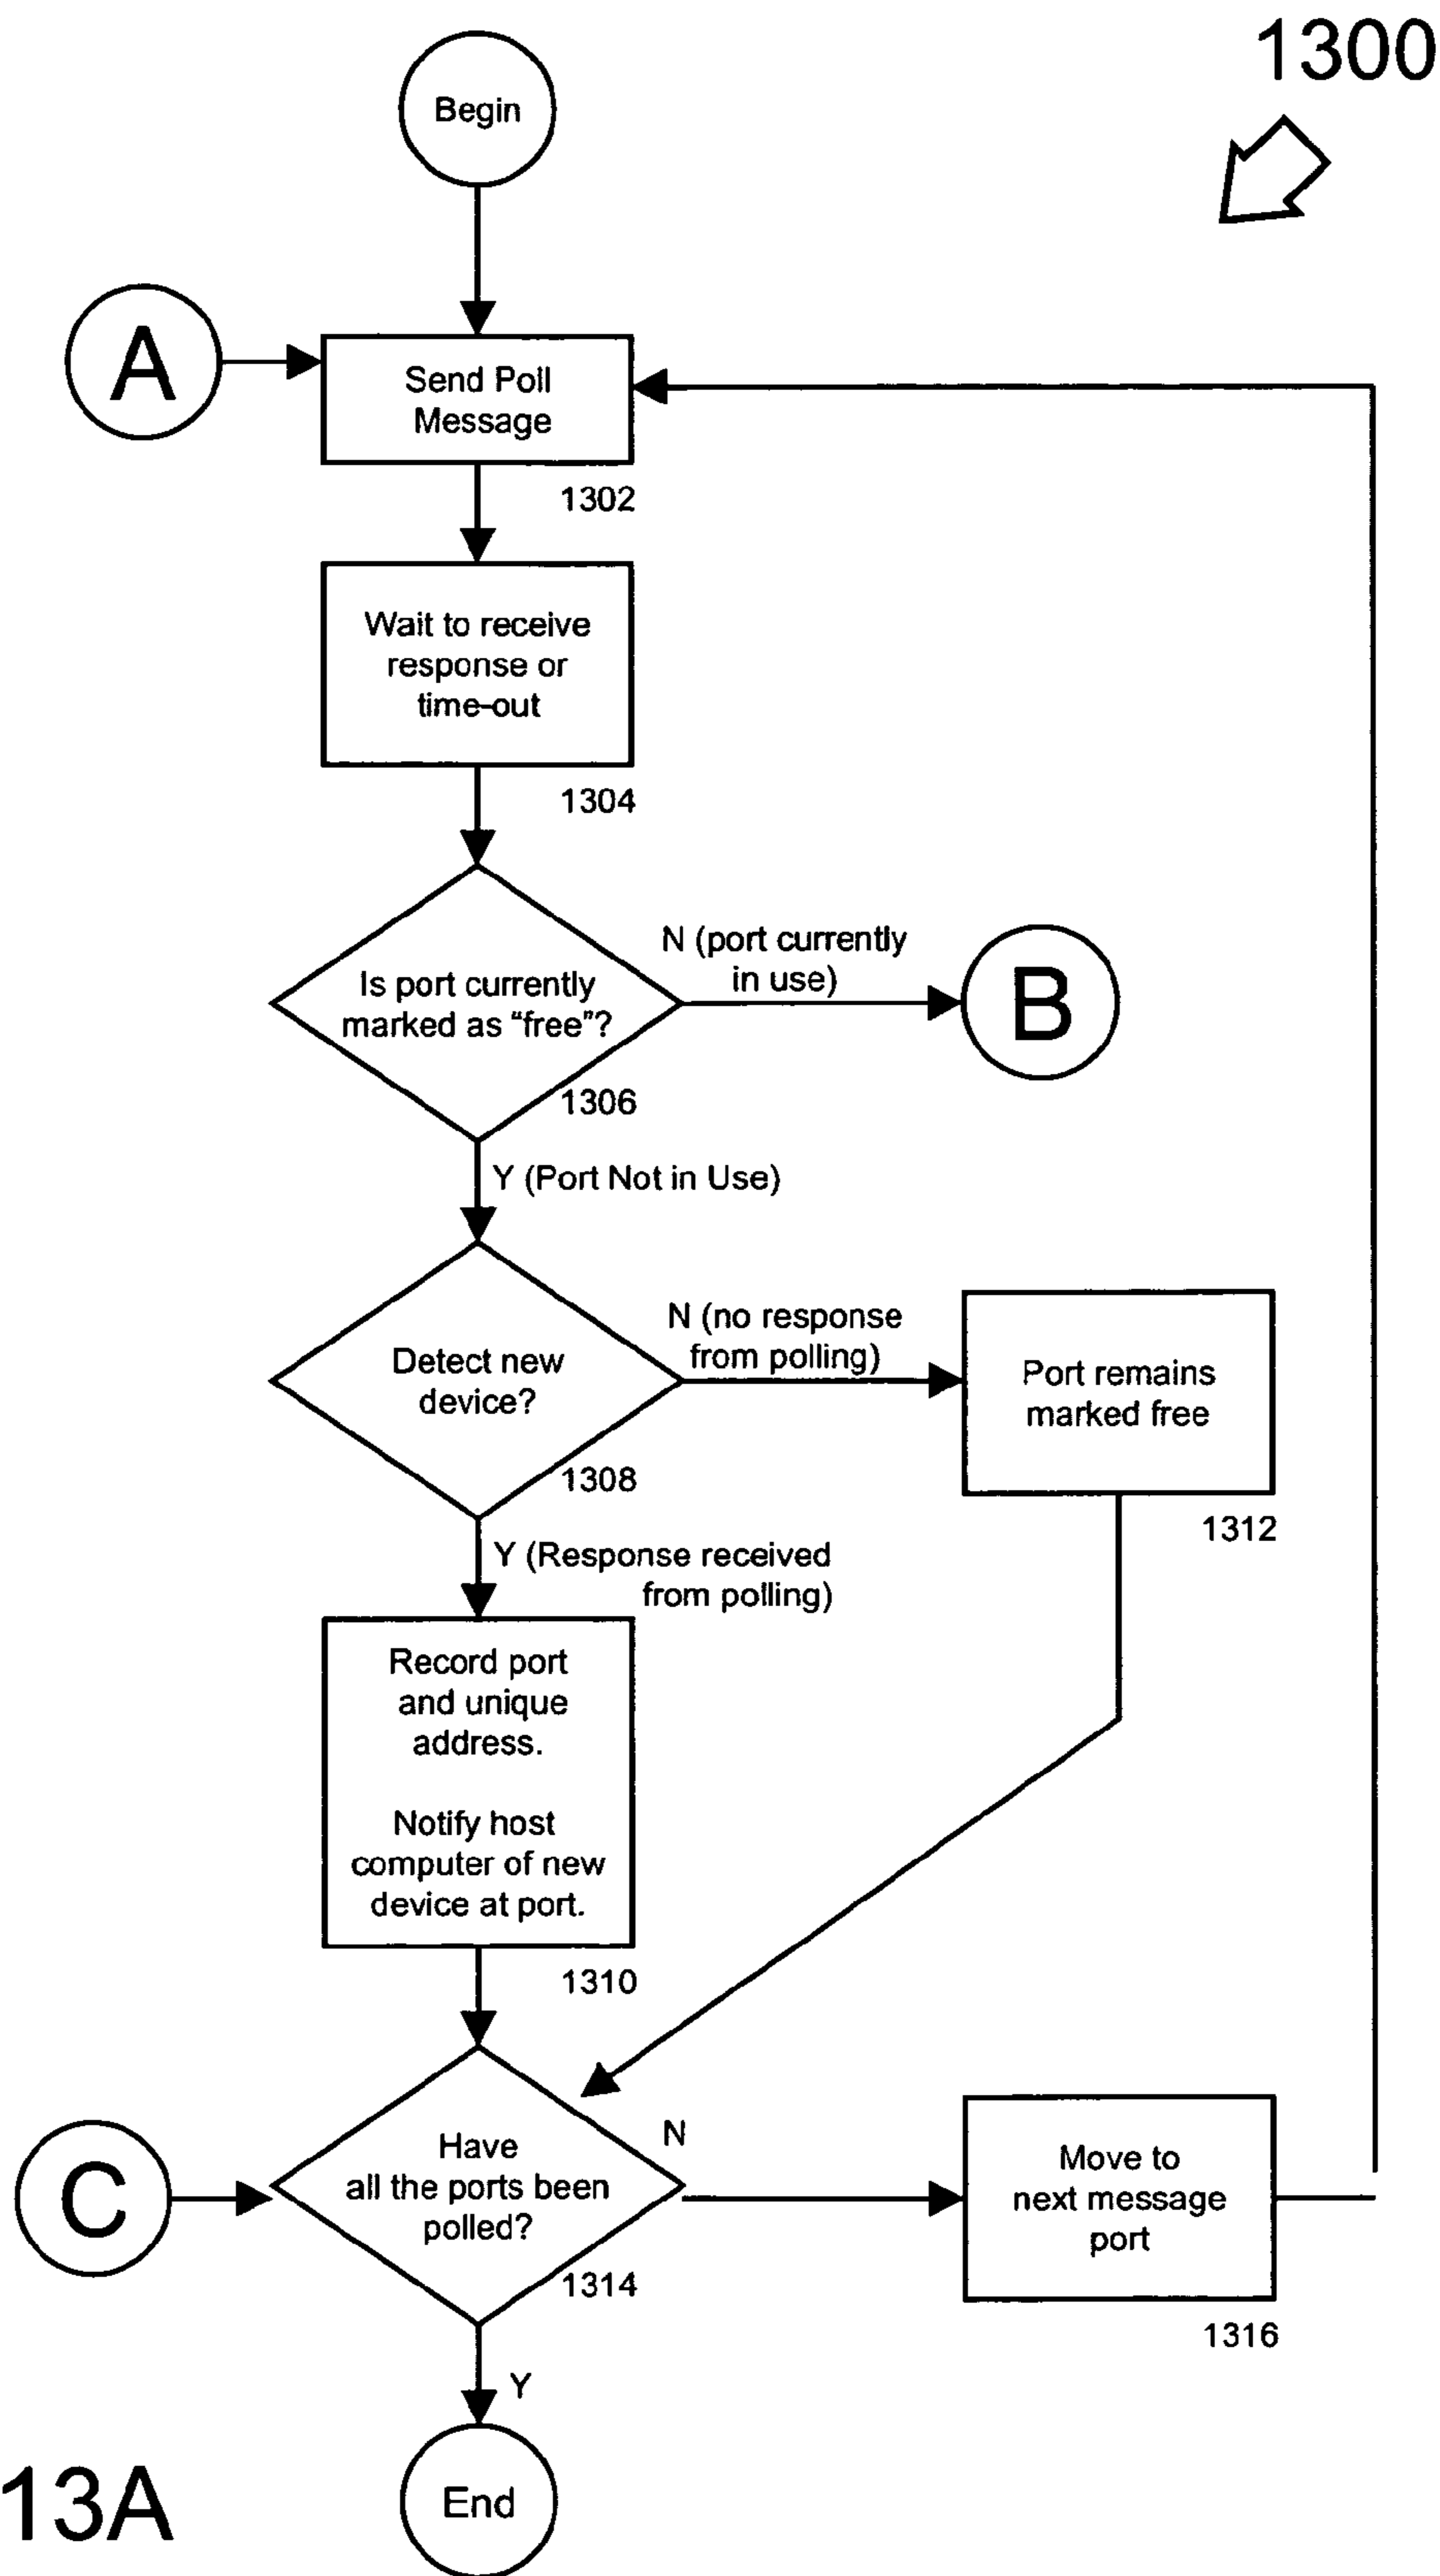 1300
Begin
A
Send Poll
Message
1302
Wait to receive
response or
time-out
1304
N (port currently
in use)
Is port currently
marked as "free"?
B
1306
Y (Port Not in Use)
N (no response
from polling)
Detect new
device?
Port remains
marked free
1308
1312
Y (Response received
from polling)
Record port
and unique
address.
Notify host
computer of new
device at port.
1310
N
Have
all the ports been
polled?
C
Move to
next message
port
1314
1316
Y
End
13A